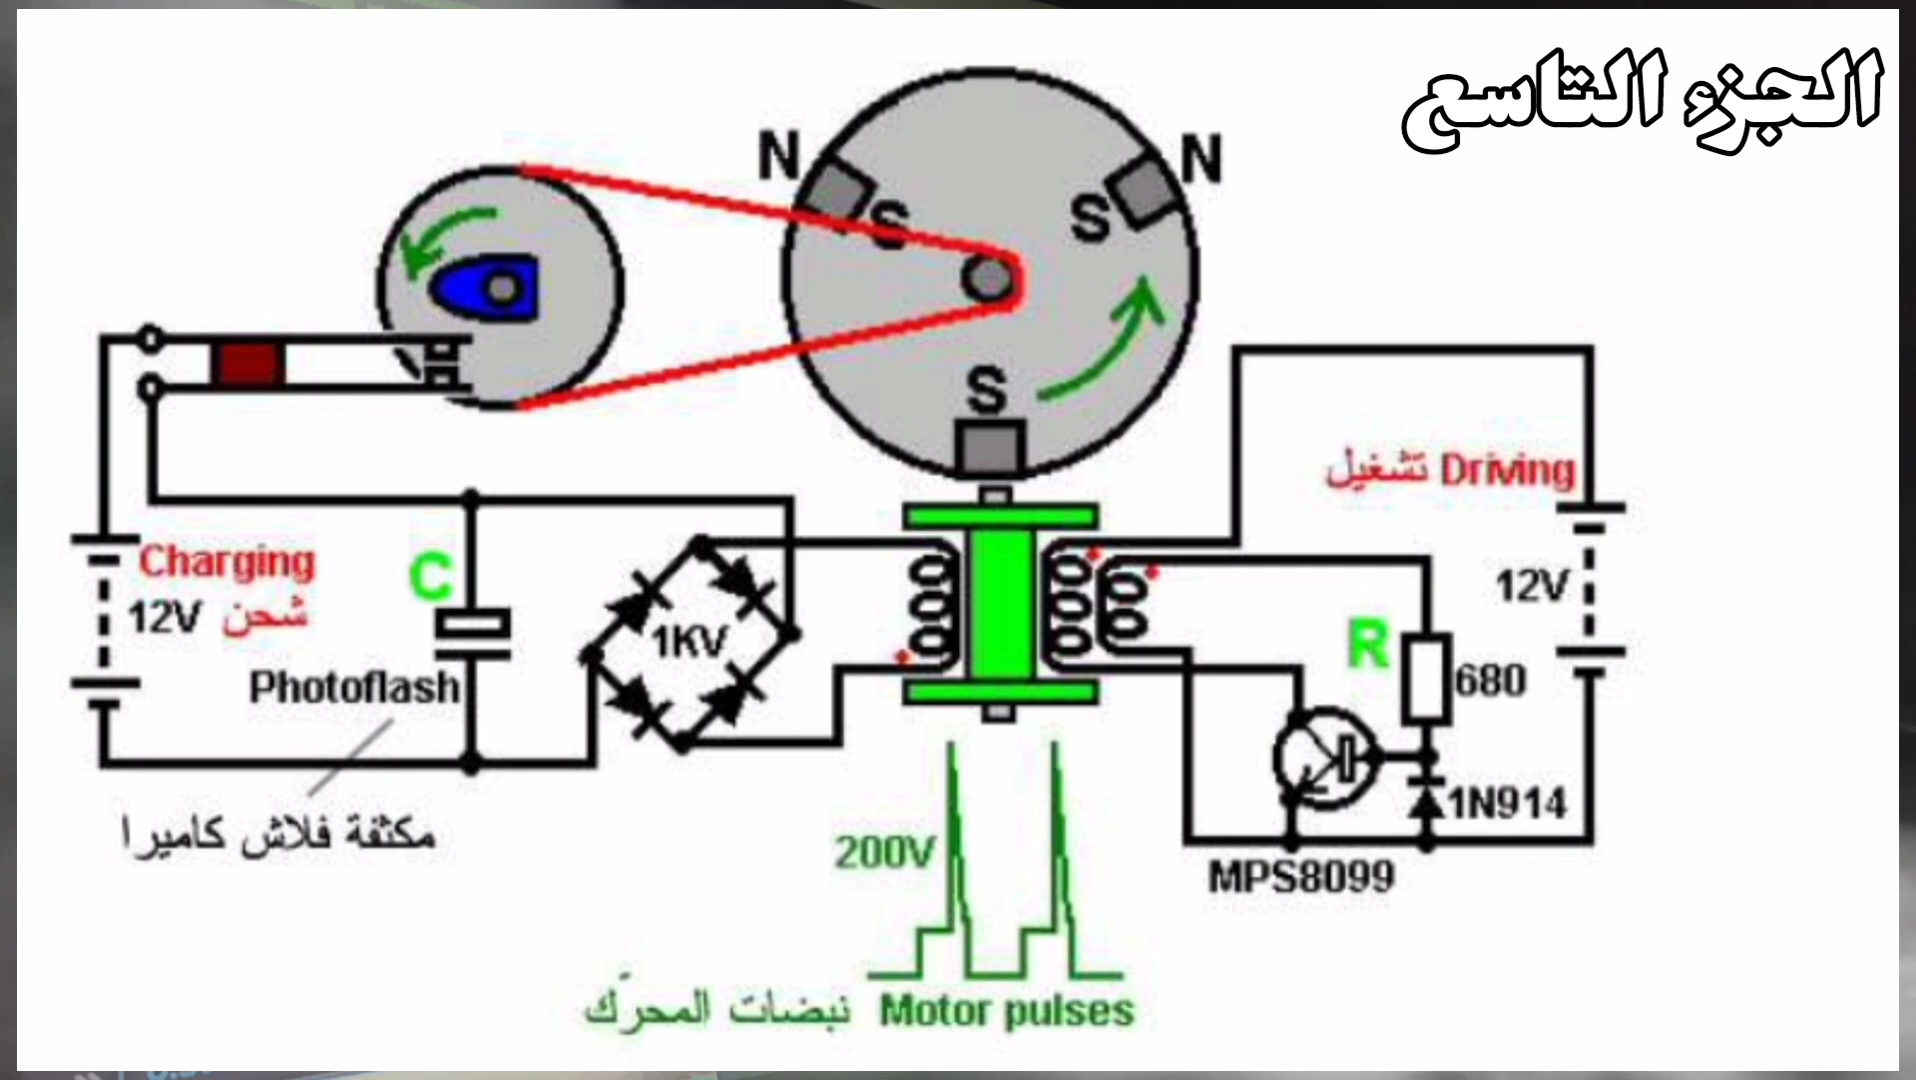 الجزء التاسع
N
N
S
S
S
تشغيل Driving
Charging
12V شحن
C
12V
1KV
R
680
Photoflash
1N914
مكثفة فلاش كاميرا
200V
MPS8099
نبضات المحرَّك Motor pulses